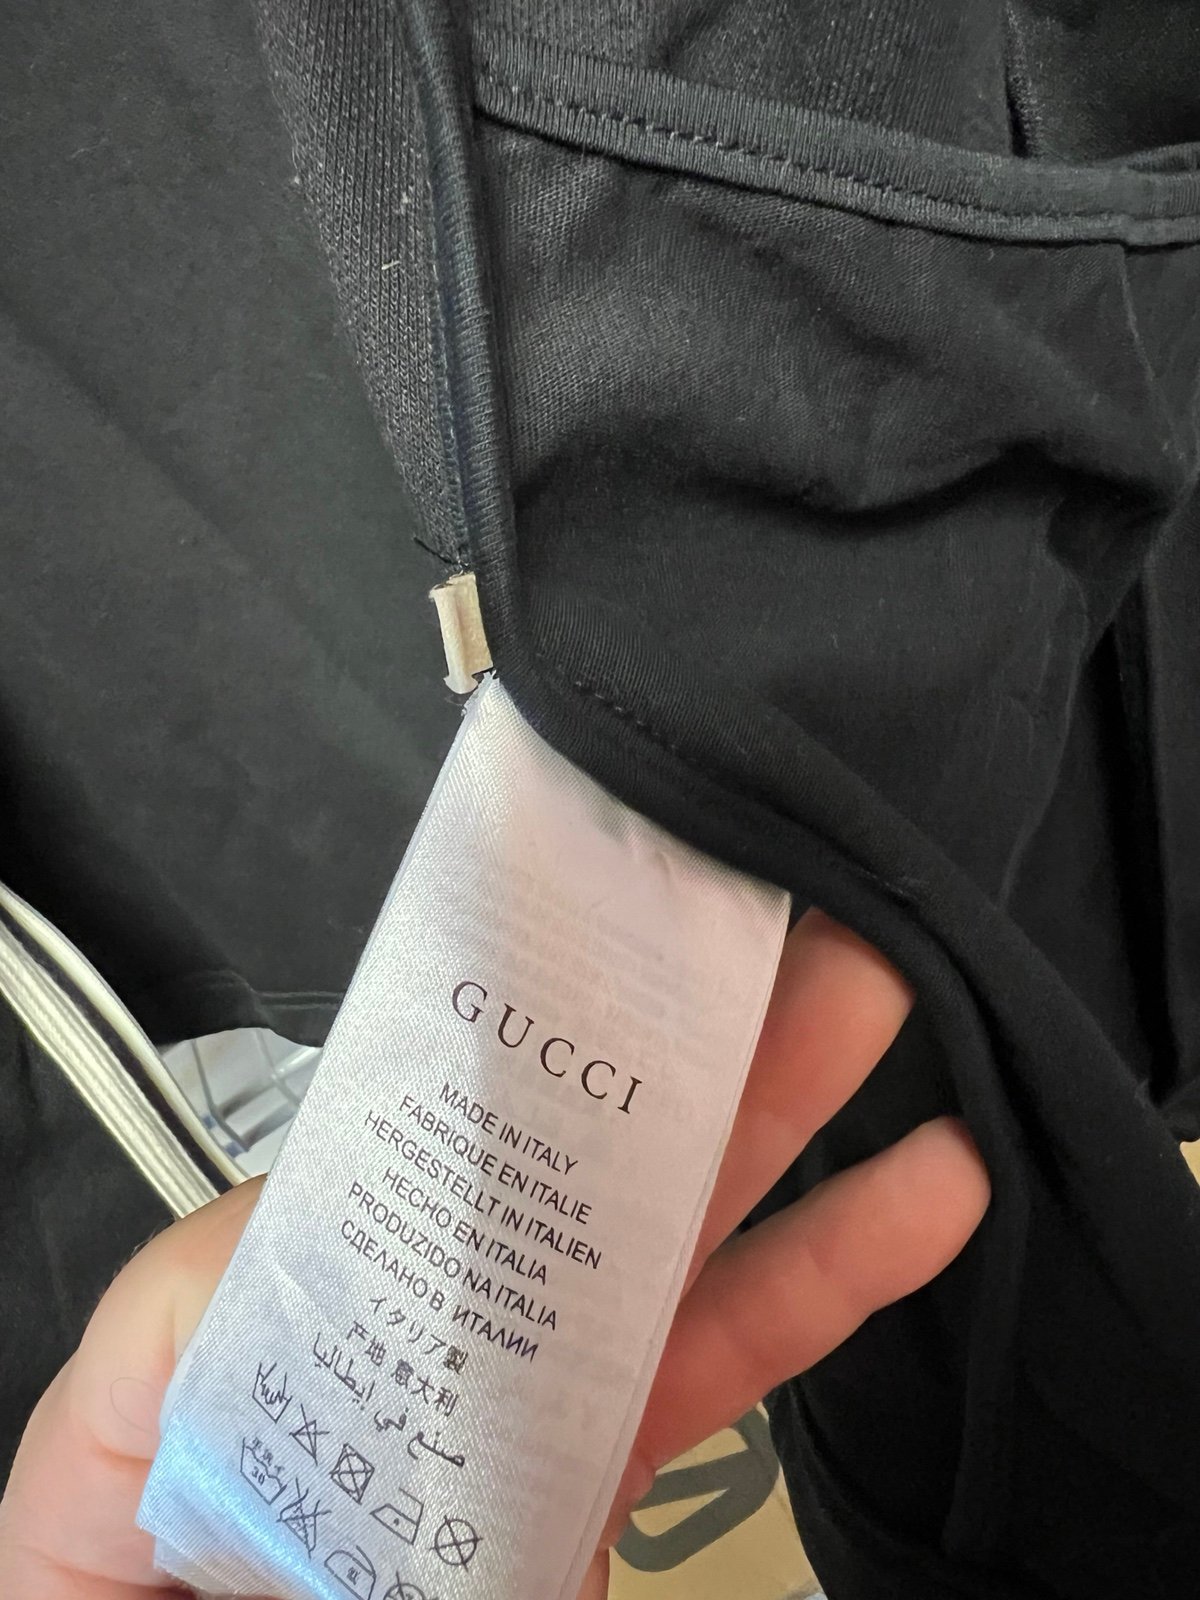 GUCCI
MADE IN ITALY
FABRIQUE EN ITALIE
HERGESTELLT IN ITALIEN
HECHO EN ITALIA
PRODUZIDO NA ITALIA
СДЕЛАНО В ИТАЛИИ
イタリア製
产地 意大利
صنع في إيطاليا
30